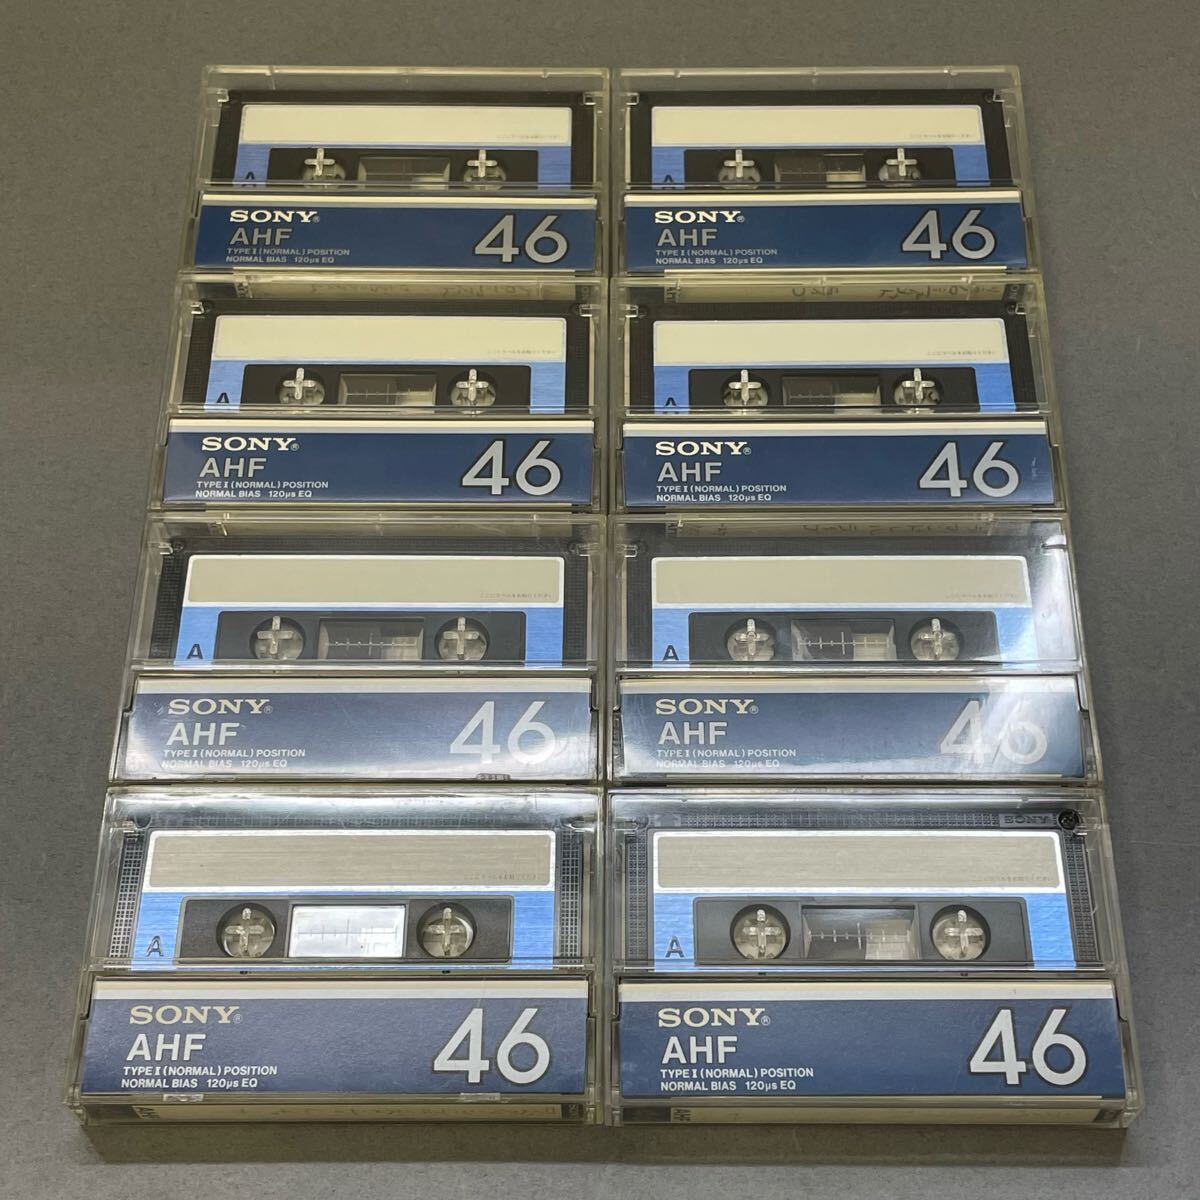 A
A
SONY®
AHF
TYPE I (NORMAL) POSITION
NORMAL BIAS 120μs EQ
46
SONY®
AHF
TYPE I (NORMAL) POSITION
NORMAL BIAS 120μs EQ
46
A
A
SONY®
AHF
TYPE I (NORMAL) POSITION
NORMAL BIAS 120μs EQ
46
SONY®
AHF
TYPE I (NORMAL) POSITION
NORMAL BIAS 120μs EQ
46
A
A
SONY®
AHF
TYPE I (NORMAL) POSITION
NORMAL BIAS 120μs EQ
46
SONY®
AHF
TYPE I (NORMAL) POSITION
NORMAL BIAS 120μs EQ
46
A
A
SONY®
AHF
TYPE I (NORMAL) POSITION
NORMAL BIAS 120μs EQ
46
SONY®
AHF
TYPE I (NORMAL) POSITION
NORMAL BIAS 120μs EQ
46
AHF
AHF